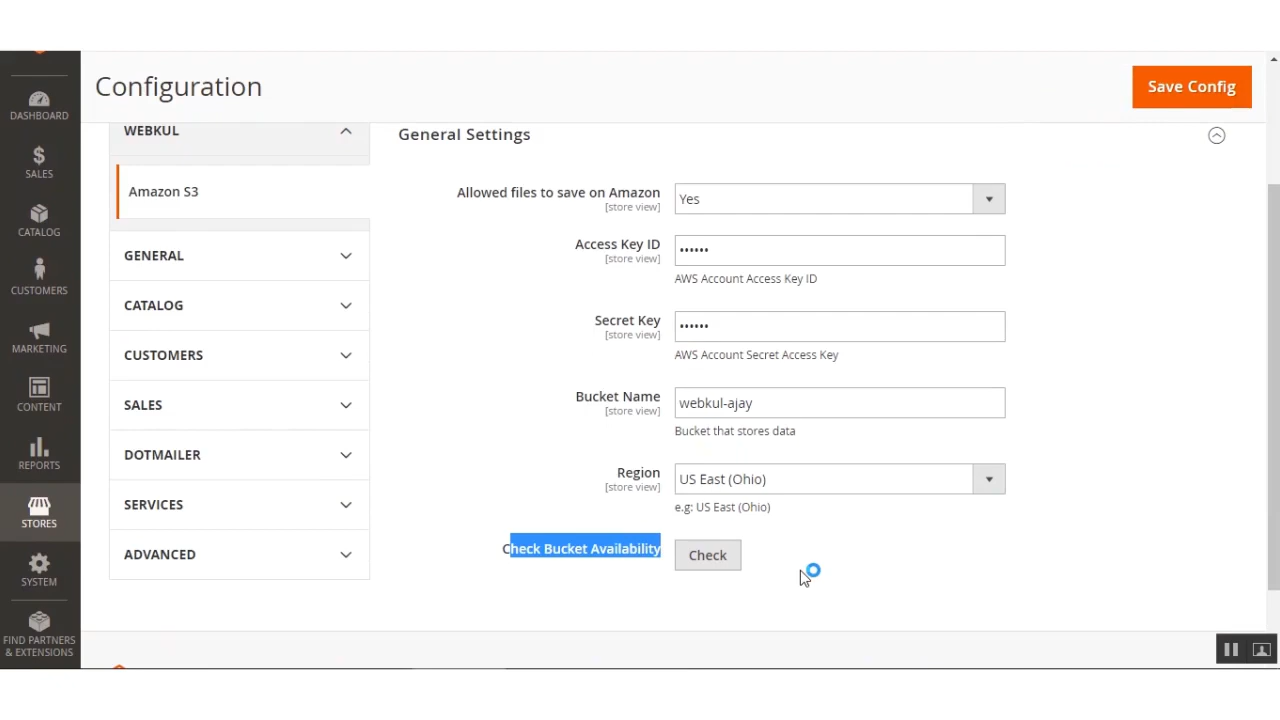 Configuration
Save Config
DASHBOARD
SALES
CATALOG
CUSTOMERS
MARKETING
CONTENT
REPORTS
STORES
SYSTEM
FIND PARTNERS
& EXTENSIONS
WEBKUL
Amazon S3
GENERAL
CATALOG
CUSTOMERS
SALES
DOTMAILER
SERVICES
ADVANCED
General Settings
Allowed files to save on Amazon
[store view]
Yes
Access Key ID
[store view]
••••••
AWS Account Access Key ID
Secret Key
[store view]
••••••
AWS Account Secret Access Key
Bucket Name
[store view]
webkul-ajay
Bucket that stores data
Region
[store view]
US East (Ohio)
e.g: US East (Ohio)
Check Bucket Availability
Check